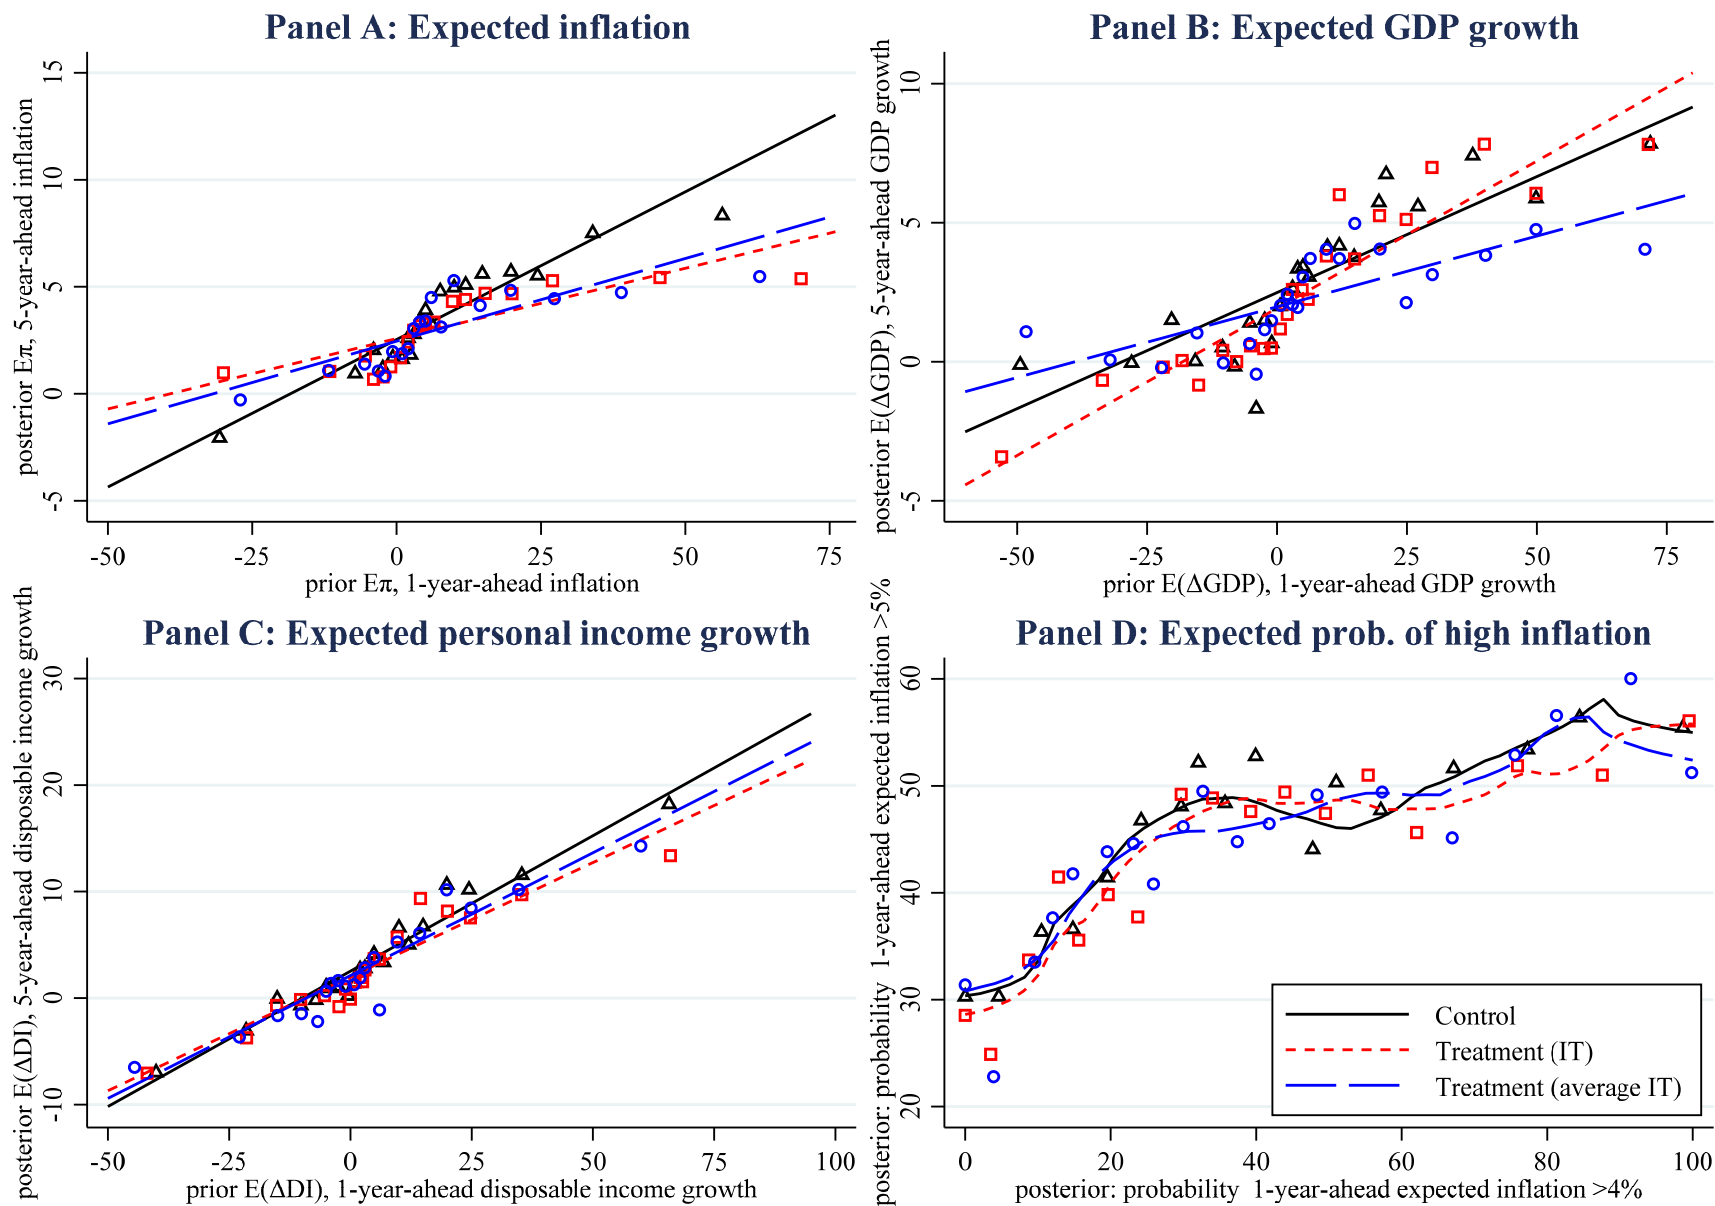 Panel A: Expected inflation
posterior Eπ, 5-year-ahead inflation
15
10
5
0
-5
-50
-25
0
25
50
75
prior Eπ, 1-year-ahead inflation
Panel B: Expected GDP growth
posterior E(ΔGDP), 5-year-ahead GDP growth
10
5
0
-5
-50
-25
0
25
50
75
prior E(ΔGDP), 1-year-ahead GDP growth
Panel C: Expected personal income growth
posterior E(ΔDI), 5-year-ahead disposable income growth
30
20
10
0
-10
-50
-25
0
25
50
75
100
prior E(ΔDI), 1-year-ahead disposable income growth
Panel D: Expected prob. of high inflation
posterior: probability 1-year-ahead expected inflation >5%
60
50
40
30
20
0
20
40
60
80
100
posterior: probability 1-year-ahead expected inflation >4%
Control
Treatment (IT)
Treatment (average IT)